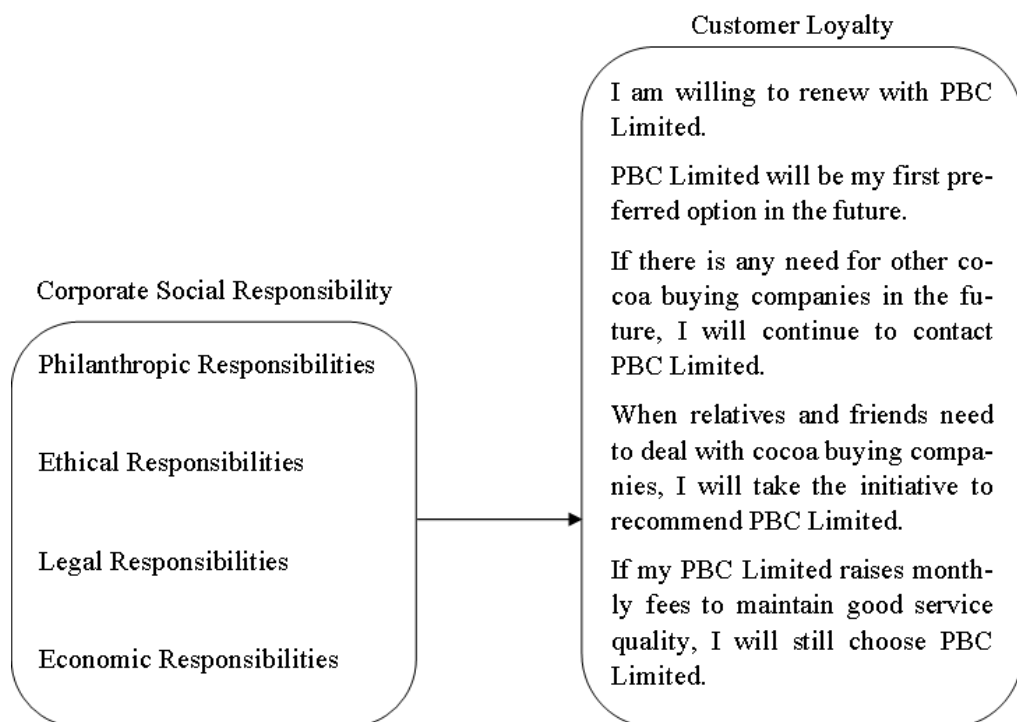 Customer Loyalty
I am willing to renew with PBC
Limited.
PBC Limited will be my first pre-
ferred option in the future.
If there is any need for other co-
coa buying companies in the fu-
ture, I will continue to contact
PBC Limited.
When relatives and friends need
to deal with cocoa buying compa-
nies, I will take the initiative to
recommend PBC Limited.
If my PBC Limited raises month-
ly fees to maintain good service
quality, I will still choose PBC
Limited.
Corporate Social Responsibility
Philanthropic Responsibilities
Ethical Responsibilities
Legal Responsibilities
Economic Responsibilities